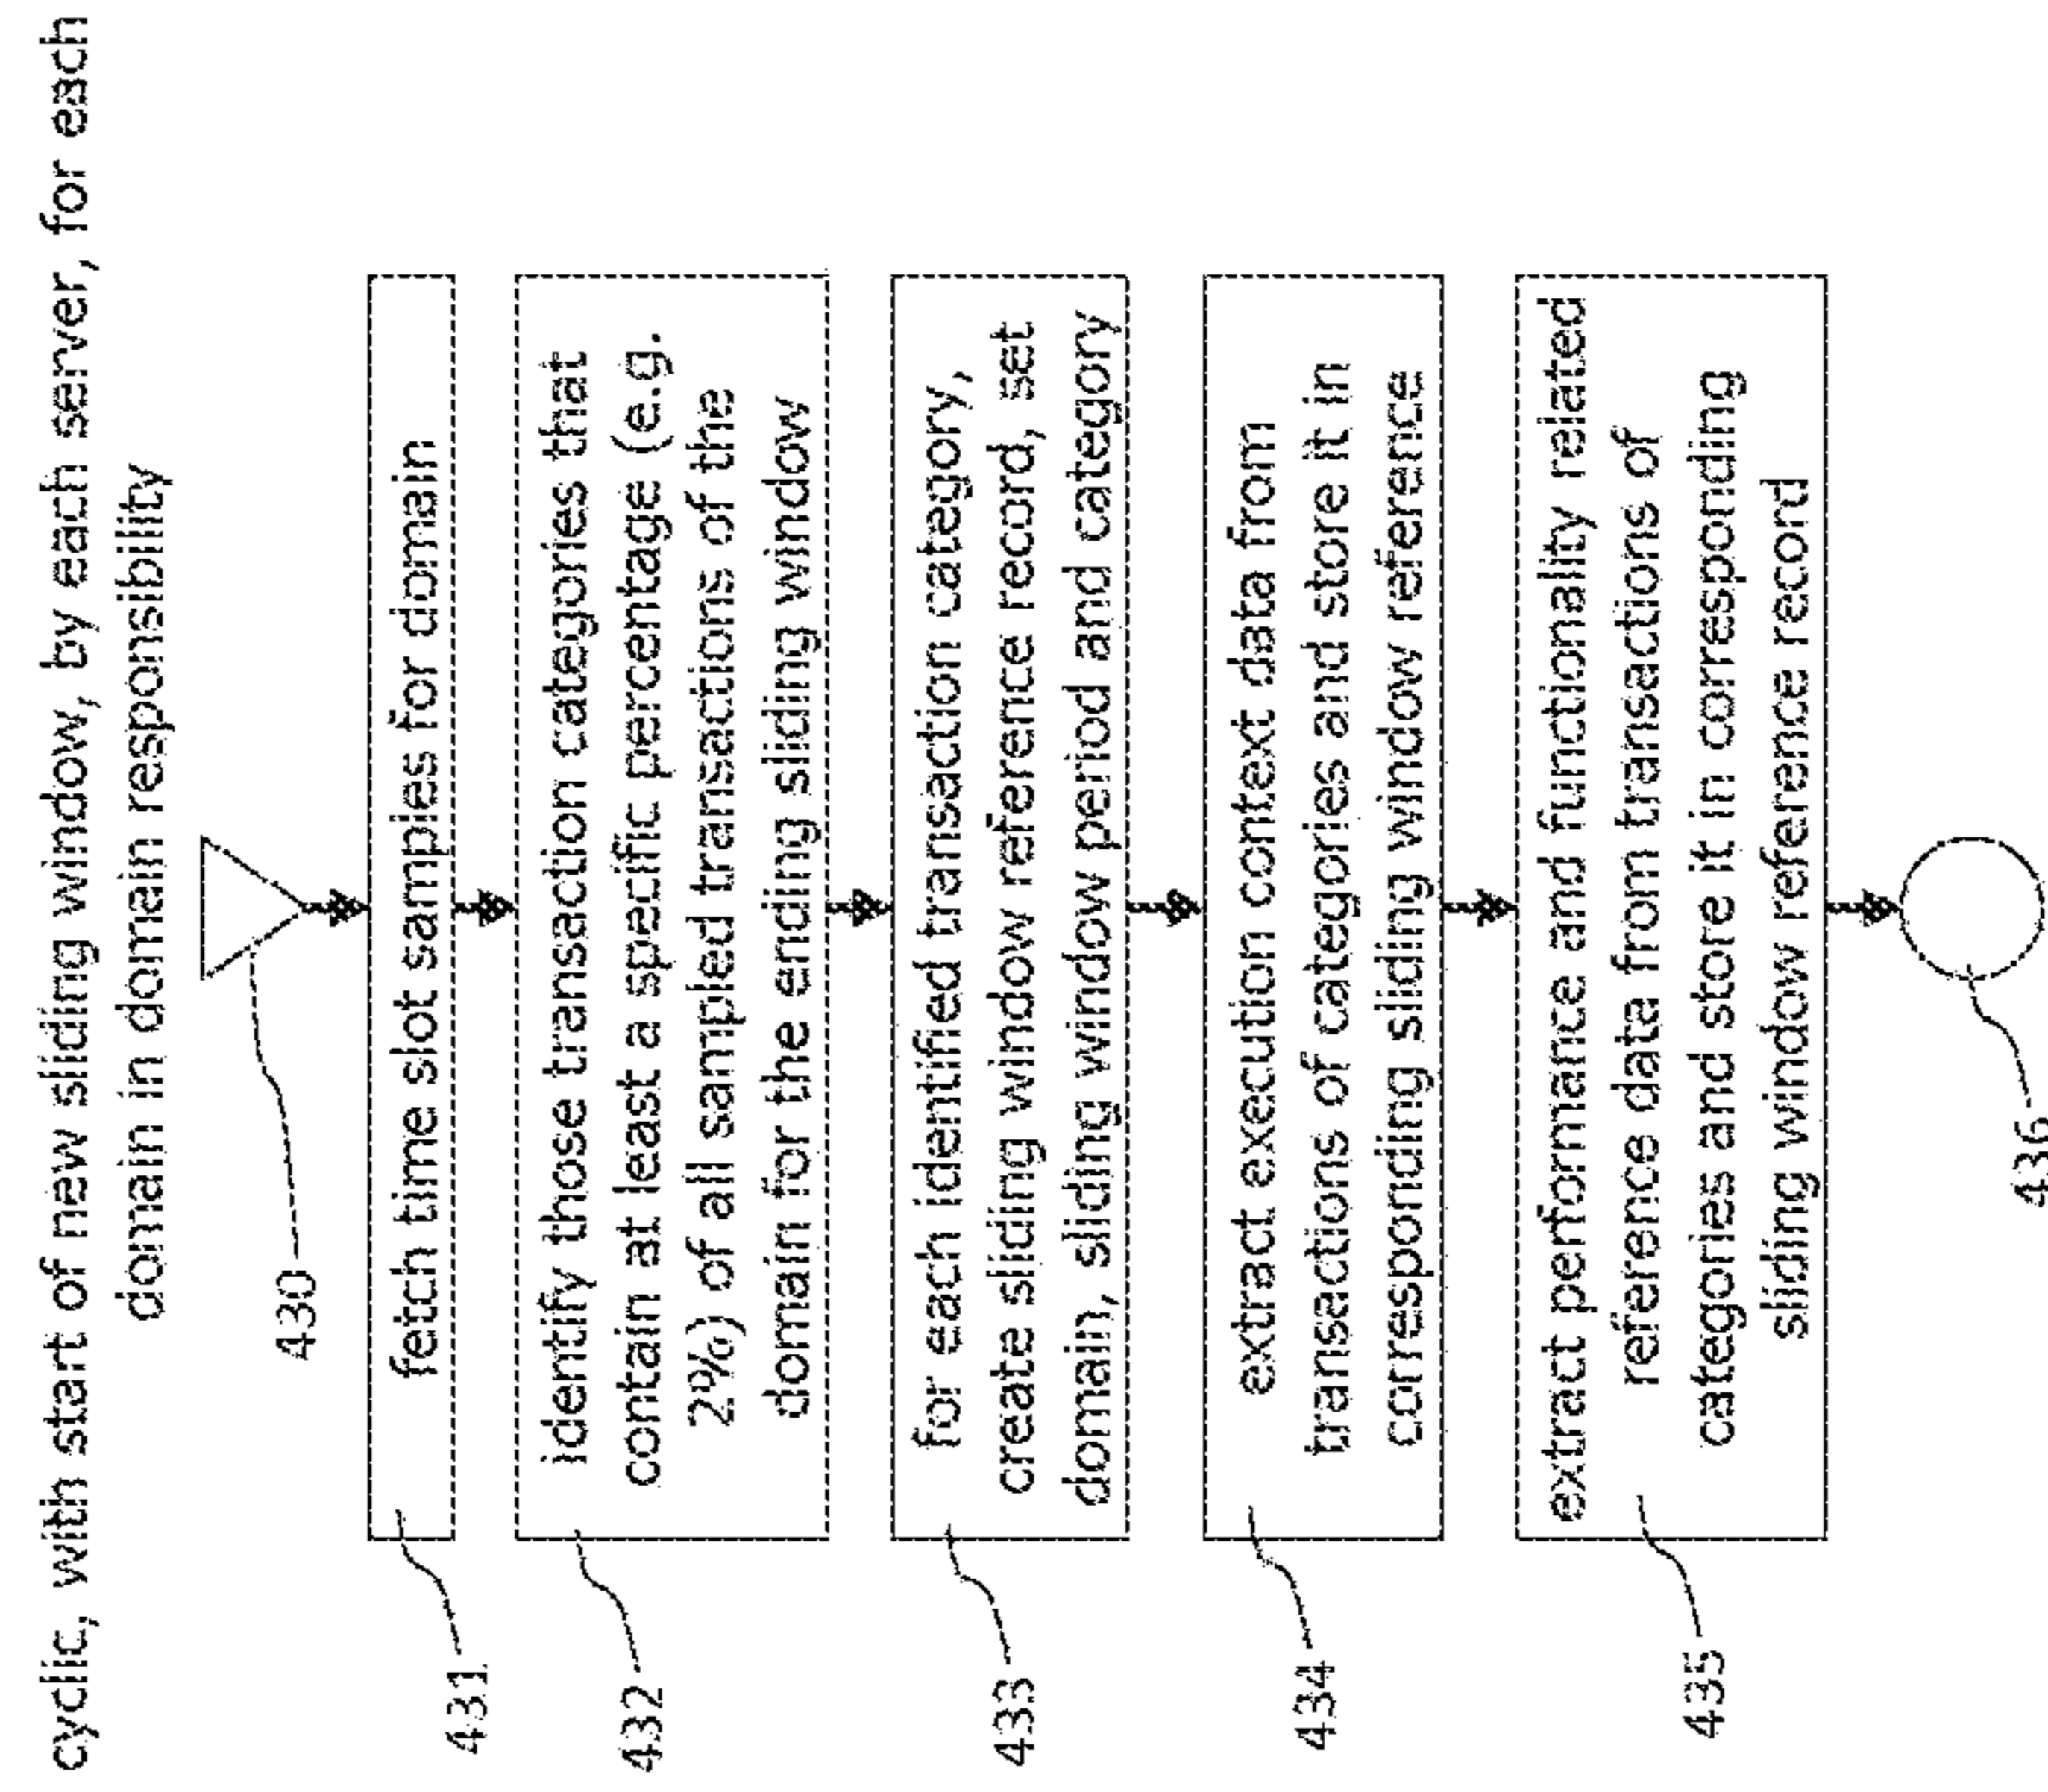 cyclic, with start of new sliding window, by each server, for each
domain in domain responsibility
430
431
fetch time slot samples for domain
432
identify those transaction categories that
contain at least a specific percentage (e.g.
2%) of all sampled transactions of the
domain for the ending sliding window
433
for each identified transaction category,
create sliding window reference record, set
domain, sliding window period and category
434
extract execution context data from
transactions of categories and store it in
corresponding sliding window reference
435
extract performance and functionality related
reference data from transactions of
categories and store it in corresponding
sliding window reference record
436